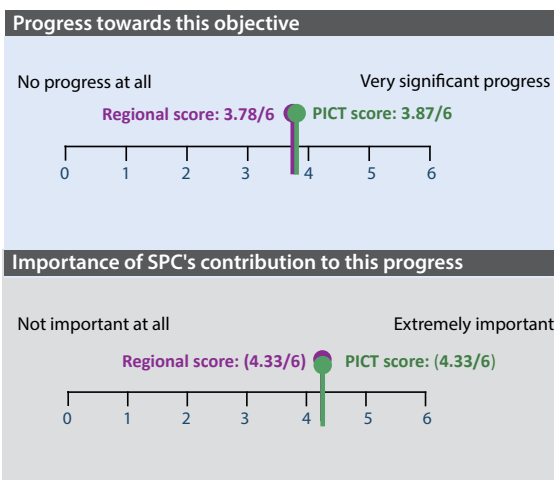 Progress towards this objective
No progress at all Very significant progress
Regional score: 3.78/6 PICT score: 3.87/6
0 1 2 3 4 5 6
Importance of SPC's contribution to this progress
Not important at all Extremely important
Regional score: (4.33/6) PICT score: (4.33/6)
0 1 2 3 4 5 6